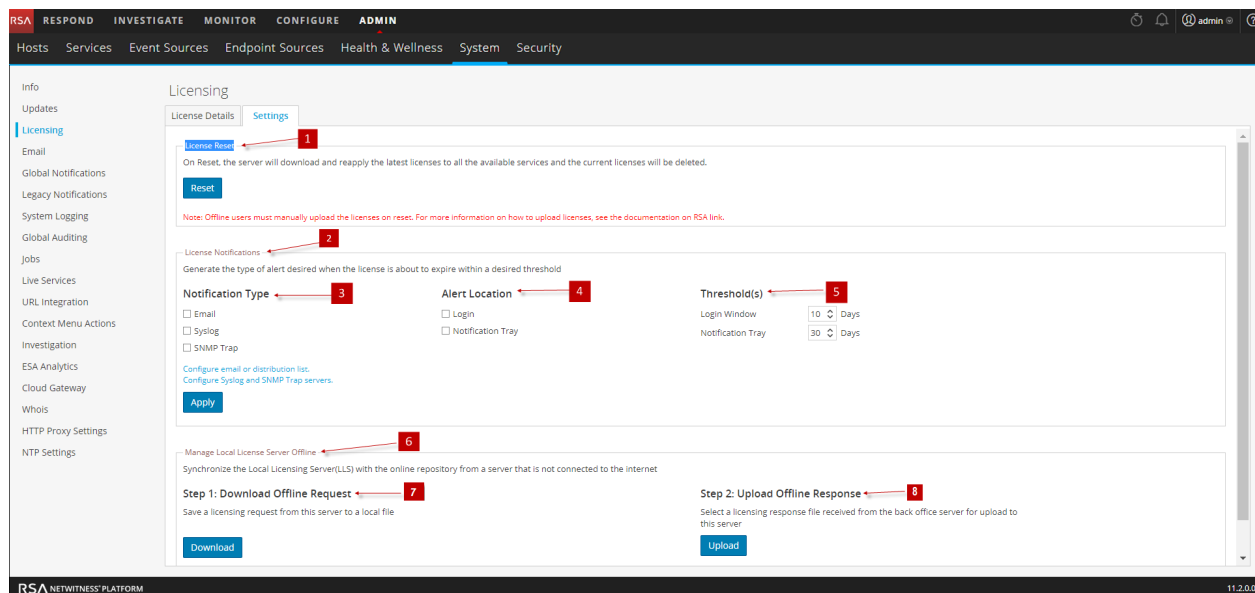 RSA RESPOND INVESTIGATE MONITOR CONFIGURE ADMIN admin
Hosts Services Event Sources Endpoint Sources Health & Wellness System Security
Info
Updates
Licensing
Email
Global Notifications
Legacy Notifications
System Logging
Global Auditing
Jobs
Live Services
URL Integration
Context Menu Actions
Investigation
ESA Analytics
Cloud Gateway
Whois
HTTP Proxy Settings
NTP Settings
Licensing
License Details Settings
License Reset 1
On Reset, the server will download and reapply the latest licenses to all the available services and the current licenses will be deleted.
Reset
Note: Offline users must manually upload the licenses on reset. For more information on how to upload licenses, see the documentation on RSA link.
License Notifications 2
Generate the type of alert desired when the license is about to expire within a desired threshold
Notification Type 3 Alert Location 4 Threshold(s) 5
Email Login Login Window 10 Days
Syslog Notification Tray Notification Tray 30 Days
SNMP Trap
Configure email or distribution list.
Configure Syslog and SNMP Trap servers.
Apply
Manage Local License Server Offline 6
Synchronize the Local Licensing Server(LLS) with the online repository from a server that is not connected to the internet
Step 1: Download Offline Request 7 Step 2: Upload Offline Response 8
Save a licensing request from this server to a local file
Select a licensing response file received from the back office server for upload to
this server
Download Upload
RSA NETWITNESS® PLATFORM 11.2.0.0